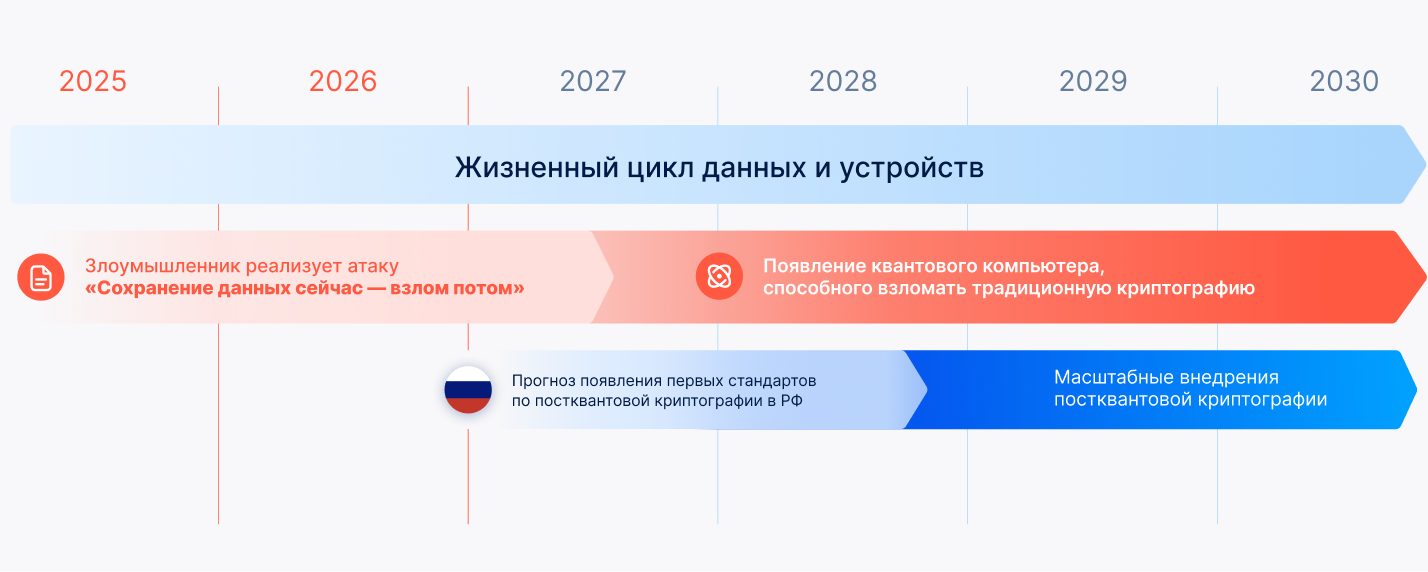 2025 2026 2027 2028 2029 2030
Жизненный цикл данных и устройств
Злоумышленник реализует атаку
«Сохранение данных сейчас — взлом потом»
Появление квантового компьютера,
способного взломать традиционную криптографию
Прогноз появления первых стандартов
по постквантовой криптографии в РФ
Масштабные внедрения
постквантовой криптографии